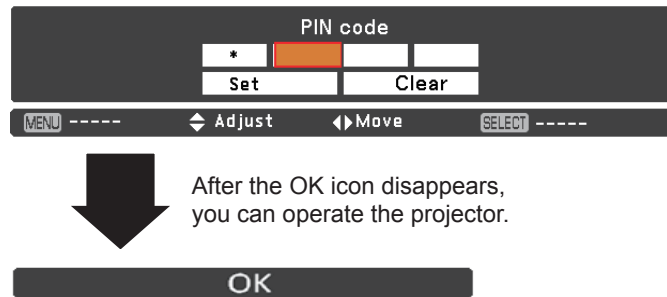 PIN code
*
Set Clear
MENU ----- Adjust Move SELECT -----
After the OK icon disappears,
you can operate the projector.
OK